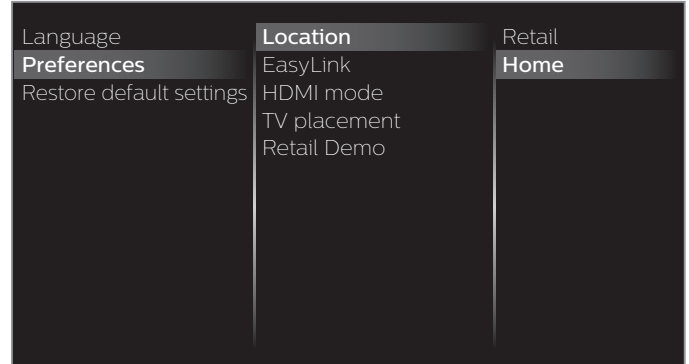 Language
Preferences
Restore default settings
Location
EasyLink
HDMI mode
TV placement
Retail Demo
Retail
Home